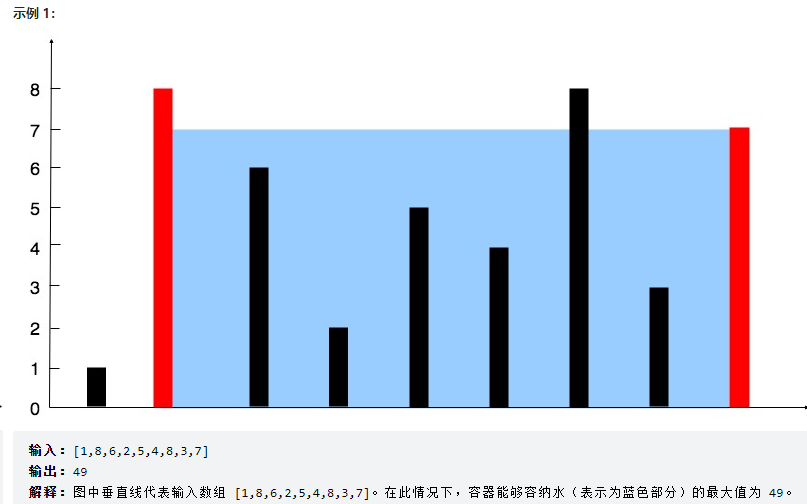 示例 1：
8
7
6
5
4
3
2
1
0
输入：[1,8,6,2,5,4,8,3,7]
输出：49
解释：图中垂直线代表输入数组 [1,8,6,2,5,4,8,3,7]。在此情况下，容器能够容纳水（表示为蓝色部分）的最大值为 49。